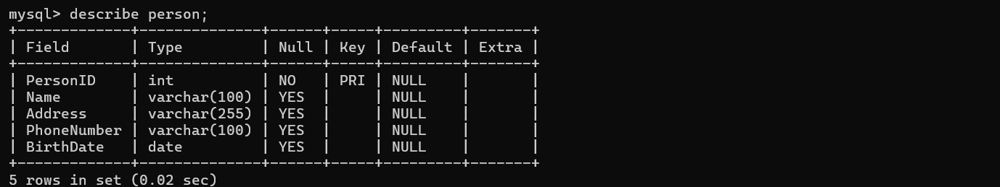 mysql> describe person;
+-------------+--------------+------+-----+---------+-------+
| Field       | Type         | Null | Key | Default | Extra |
+-------------+--------------+------+-----+---------+-------+
| PersonID    | int          | NO   | PRI | NULL    |       |
| Name        | varchar(100) | YES  |     | NULL    |       |
| Address     | varchar(255) | YES  |     | NULL    |       |
| PhoneNumber | varchar(100) | YES  |     | NULL    |       |
| BirthDate   | date         | YES  |     | NULL    |       |
+-------------+--------------+------+-----+---------+-------+
5 rows in set (0.02 sec)